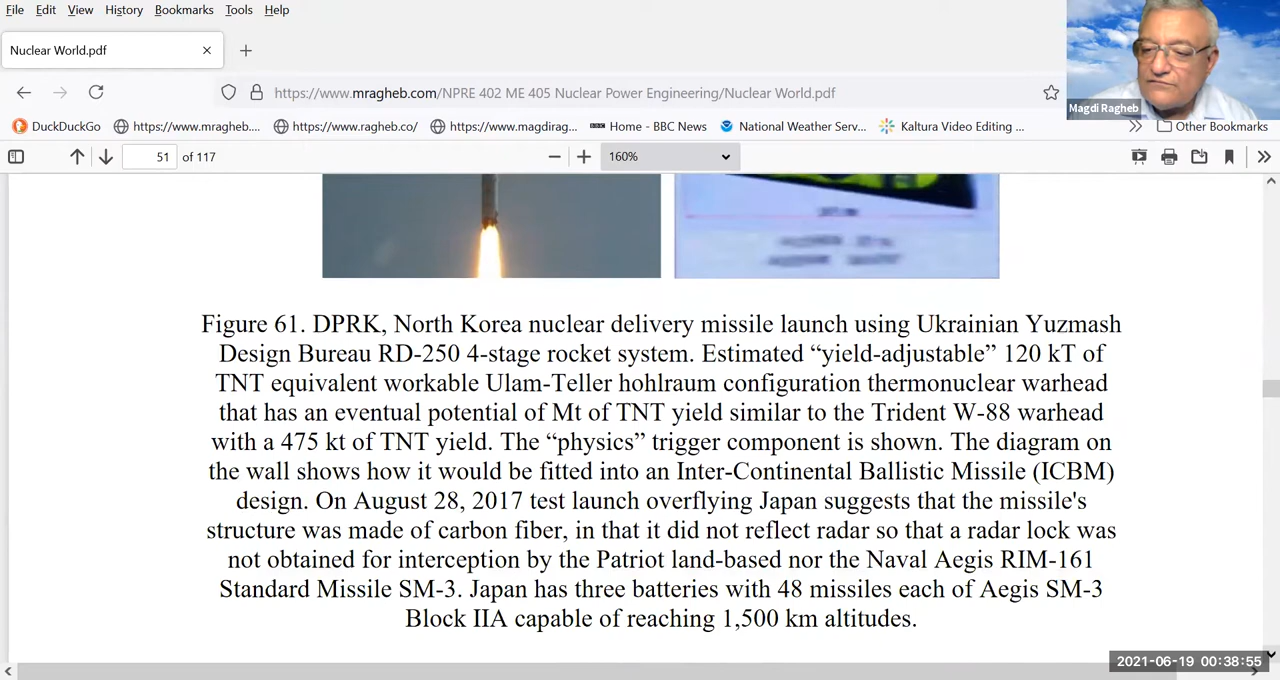 File Edit View History Bookmarks Tools Help
Nuclear World.pdf
https://www.mragheb.com/NPRE 402 ME 405 Nuclear Power Engineering/Nuclear World.pdf
Magdi Ragheb
DuckDuckGo https://www.mragheb.... https://www.ragheb.co/ https://www.magdirag... BBC Home - BBC News National Weather Serv... Kaltura Video Editing ... Other Bookmarks
51 of 117 160%
Figure 61. DPRK, North Korea nuclear delivery missile launch using Ukrainian Yuzmash
Design Bureau RD-250 4-stage rocket system. Estimated “yield-adjustable” 120 kT of
TNT equivalent workable Ulam-Teller hohlraum configuration thermonuclear warhead
that has an eventual potential of Mt of TNT yield similar to the Trident W-88 warhead
with a 475 kt of TNT yield. The “physics” trigger component is shown. The diagram on
the wall shows how it would be fitted into an Inter-Continental Ballistic Missile (ICBM)
design. On August 28, 2017 test launch overflying Japan suggests that the missile's
structure was made of carbon fiber, in that it did not reflect radar so that a radar lock was
not obtained for interception by the Patriot land-based nor the Naval Aegis RIM-161
Standard Missile SM-3. Japan has three batteries with 48 missiles each of Aegis SM-3
Block IIA capable of reaching 1,500 km altitudes.
2021-06-19 00:38:55